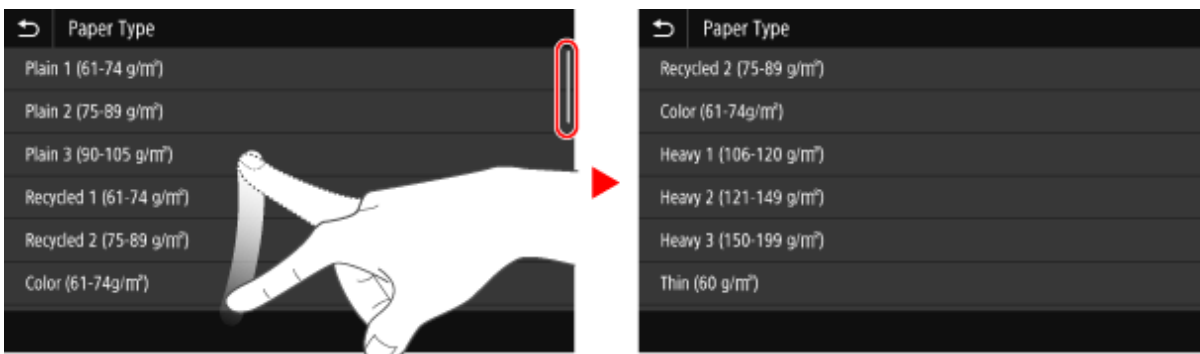 Paper Type
Plain 1 (61-74 g/m²)
Plain 2 (75-89 g/m²)
Plain 3 (90-105 g/m²)
Recycled 1 (61-74 g/m²)
Recycled 2 (75-89 g/m²)
Color (61-74g/m²)
Paper Type
Recycled 2 (75-89 g/m²)
Color (61-74g/m²)
Heavy 1 (106-120 g/m²)
Heavy 2 (121-149 g/m²)
Heavy 3 (150-199 g/m²)
Thin (60 g/m²)